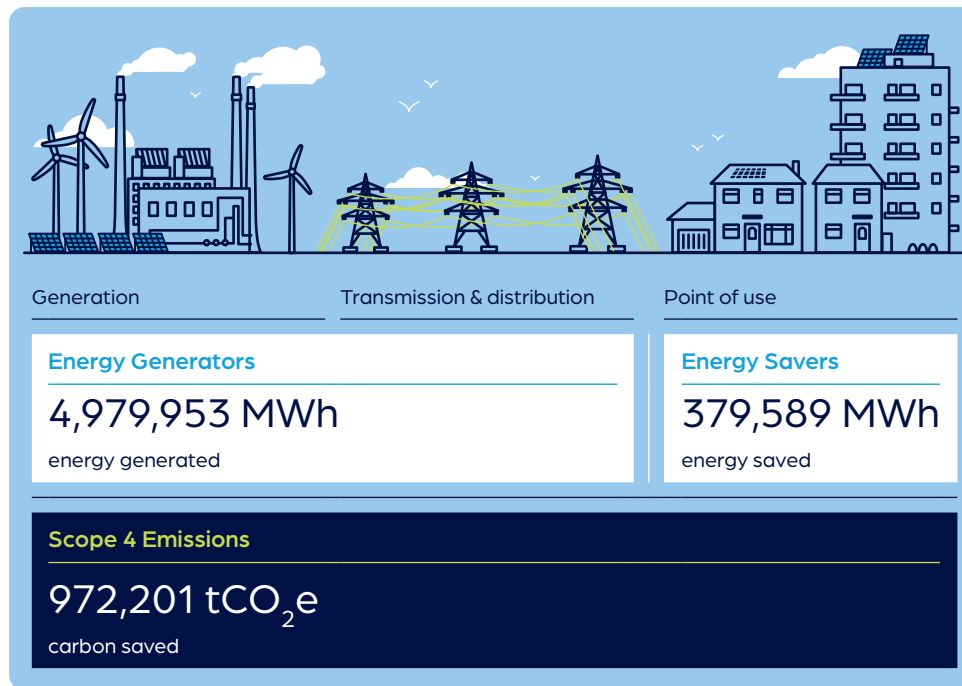 Generation
Transmission & distribution
Point of use
Energy Generators
4,979,953 MWh
energy generated
Energy Savers
379,589 MWh
energy saved
Scope 4 Emissions
972,201 tCO₂e
carbon saved